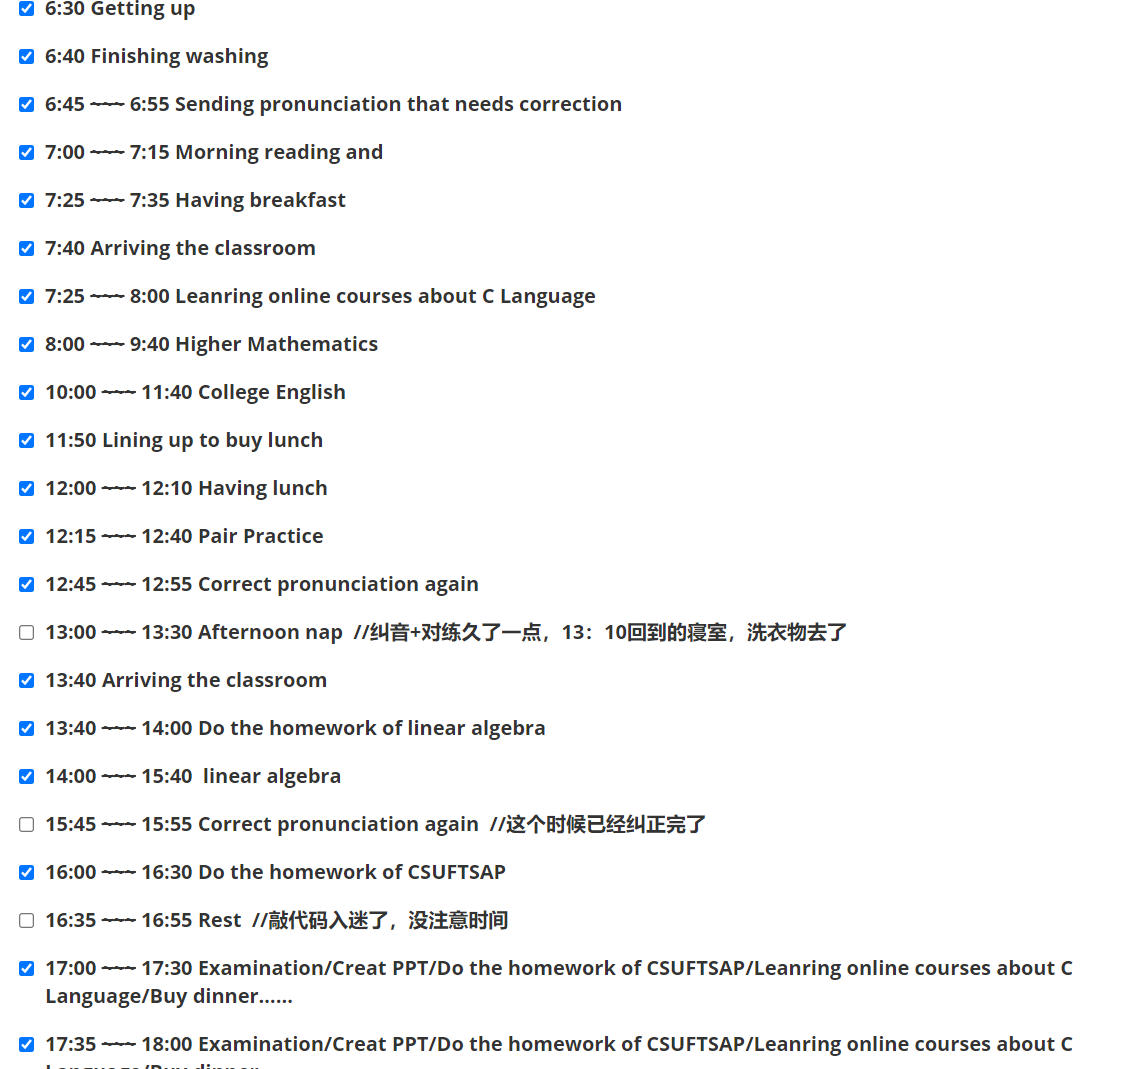 6:30 Getting up
6:40 Finishing washing
6:45 ~~~ 6:55 Sending pronunciation that needs correction
7:00 ~~~ 7:15 Morning reading and
7:25 ~~~ 7:35 Having breakfast
7:40 Arriving the classroom
7:25 ~~~ 8:00 Leanring online courses about C Language
8:00 ~~~ 9:40 Higher Mathematics
10:00 ~~~ 11:40 College English
11:50 Lining up to buy lunch
12:00 ~~~ 12:10 Having lunch
12:15 ~~~ 12:40 Pair Practice
12:45 ~~~ 12:55 Correct pronunciation again
13:00 ~~~ 13:30 Afternoon nap  //纠音+对练久了一点，13：10回到的寝室，洗衣物去了
13:40 Arriving the classroom
13:40 ~~~ 14:00 Do the homework of linear algebra
14:00 ~~~ 15:40  linear algebra
15:45 ~~~ 15:55 Correct pronunciation again  //这个时候已经纠正完了
16:00 ~~~ 16:30 Do the homework of CSUFTSAP
16:35 ~~~ 16:55 Rest  //敲代码入迷了，没注意时间
17:00 ~~~ 17:30 Examination/Creat PPT/Do the homework of CSUFTSAP/Leanring online courses about C
Language/Buy dinner......
17:35 ~~~ 18:00 Examination/Creat PPT/Do the homework of CSUFTSAP/Leanring online courses about C
Language/Buy dinner